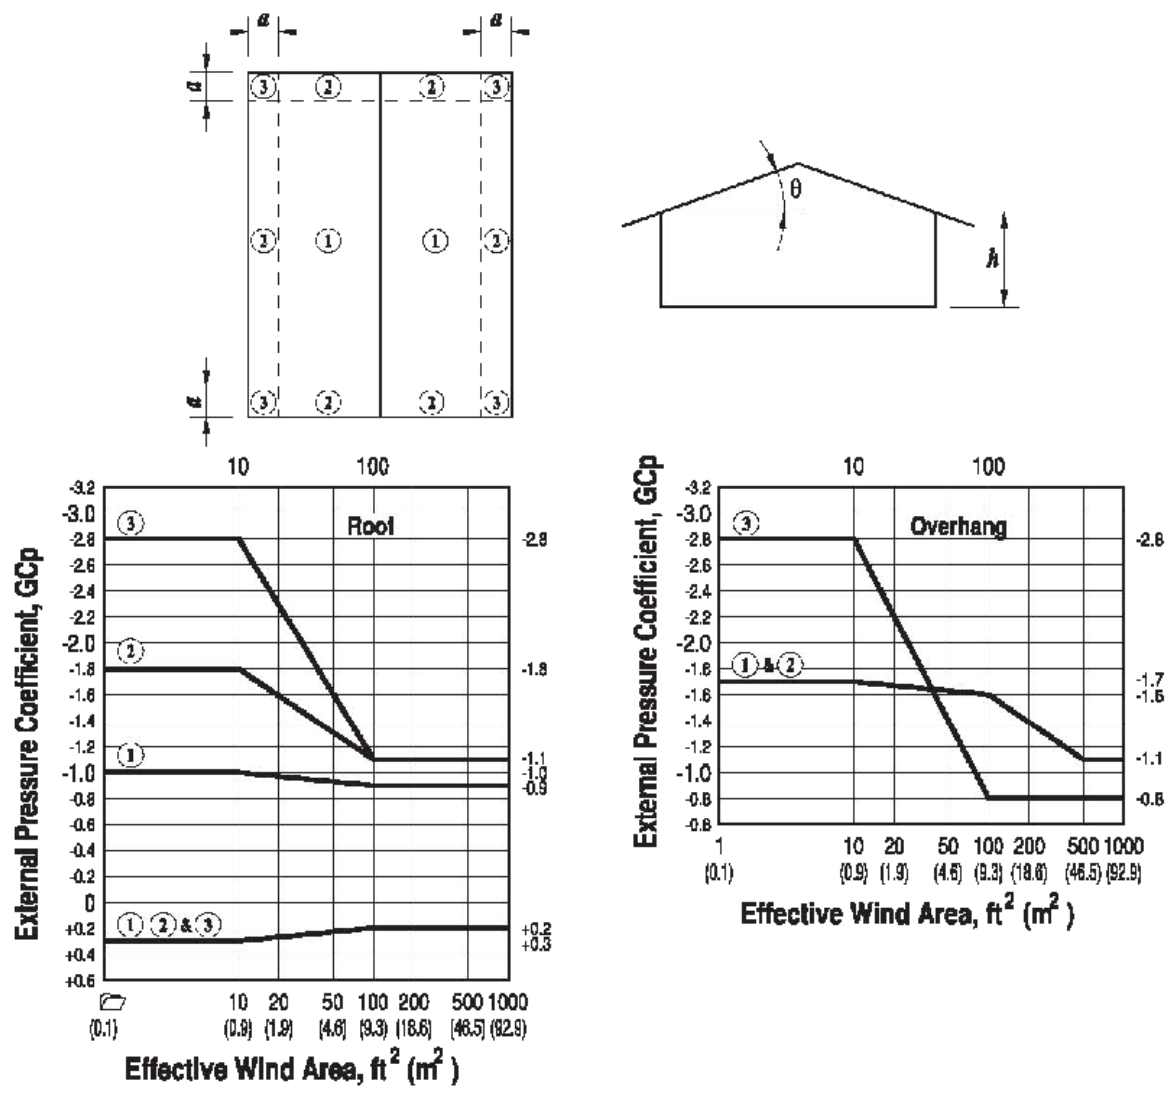 a a
a ③ ② ② ③
② ① ① ②
a ③ ② ② ③
θ
h
10 100
External Pressure Coefficient, GCp
-3.2
-3.0
-2.8
-2.6
-2.4
-2.2
-2.0
-1.8
-1.6
-1.4
-1.2
-1.0
-0.8
-0.6
-0.4
-0.2
0
+0.2
+0.4
+0.6
③
Roof
②
①
① ② & ③
-2.8
-1.8
-1.1
-1.0
-0.9
+0.2
+0.3
10 20 50 100 200 500 1000
(0.1) (0.9) (1.9) (4.6) (9.3) (18.6) (46.5) (92.9)
Effective Wind Area, ft² (m²)
10 100
External Pressure Coefficient, GCp
-3.2
-3.0
-2.8
-2.6
-2.4
-2.2
-2.0
-1.8
-1.6
-1.4
-1.2
-1.0
-0.8
③
Overhang
① & ②
-2.8
-1.7
-1.1
-0.8
1 10 20 50 100 200 500 1000
(0.1) (0.9) (1.9) (4.6) (9.3) (18.6) (46.5) (92.9)
Effective Wind Area, ft² (m²)